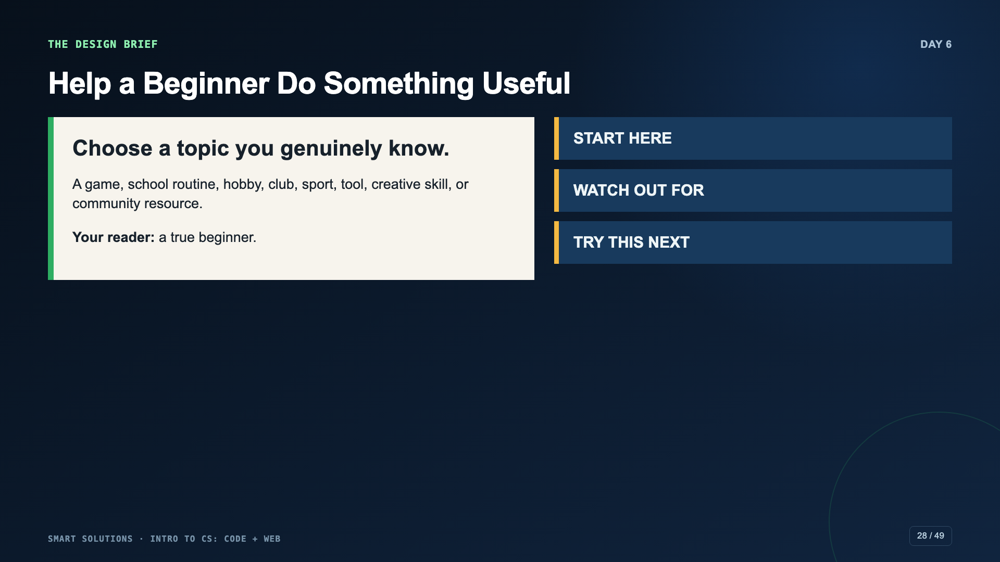 THE DESIGN BRIEF
DAY 6
Help a Beginner Do Something Useful
Choose a topic you genuinely know.
A game, school routine, hobby, club, sport, tool, creative skill, or
community resource.
Your reader: a true beginner.
START HERE
WATCH OUT FOR
TRY THIS NEXT
SMART SOLUTIONS · INTRO TO CS: CODE + WEB
28 / 49